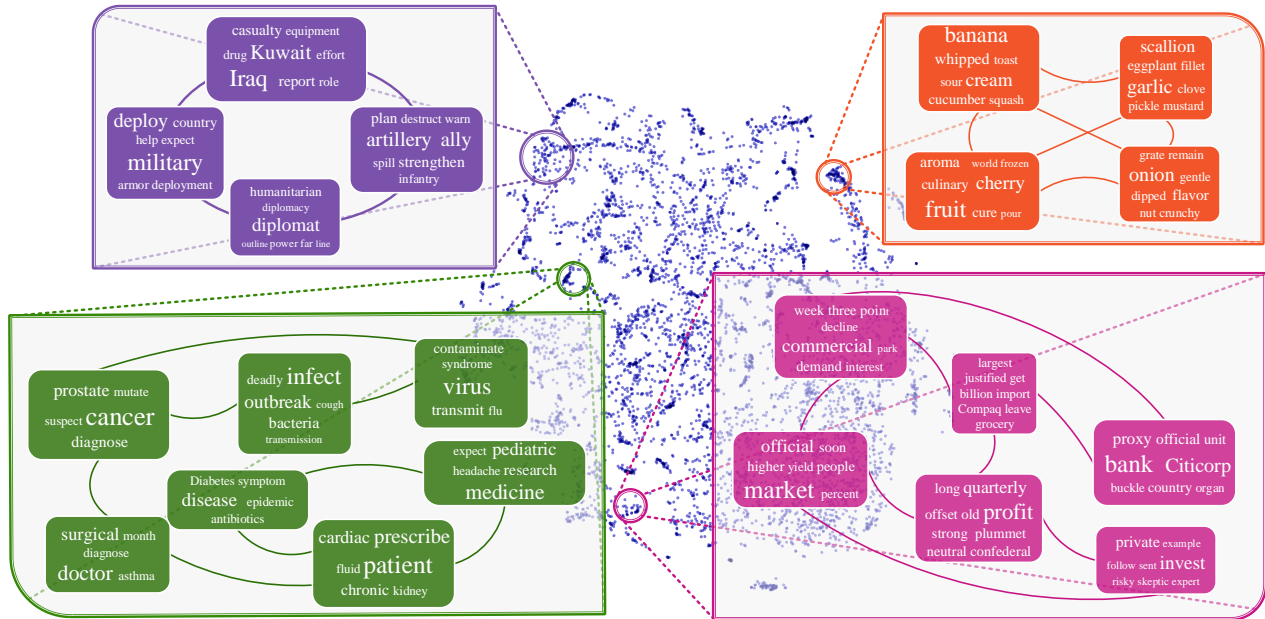 casualty equipment
drug Kuwait effort
Iraq report role
deploy country
help expect
military
armor deployment
plan destruct warn
artillery ally
spill strengthen
infantry
humanitarian
diplomacy
diplomat
outline power far line
banana
whipped toast
sour cream
cucumber squash
scallion
eggplant fillet
garlic clove
pickle mustard
aroma world frozen
culinary cherry
fruit cure pour
grate remain
onion gentle
dipped flavor
nut crunchy
prostate mutate
suspect cancer
diagnose
deadly infect
outbreak cough
bacteria
transmission
contaminate
syndrome
virus
transmit flu
expect pediatric
headache research
medicine
Diabetes symptom
disease epidemic
antibiotics
surgical month
diagnose
doctor asthma
cardiac prescribe
fluid patient
chronic kidney
week three point
decline
commercial park
demand interest
largest
justified get
billion import
Compaq leave
grocery
official soon
higher yield people
market percent
proxy official unit
bank Citicorp
buckle country organ
long quarterly
offset old profit
strong plummet
neutral confederal
private example
follow sent invest
risky skeptic expert